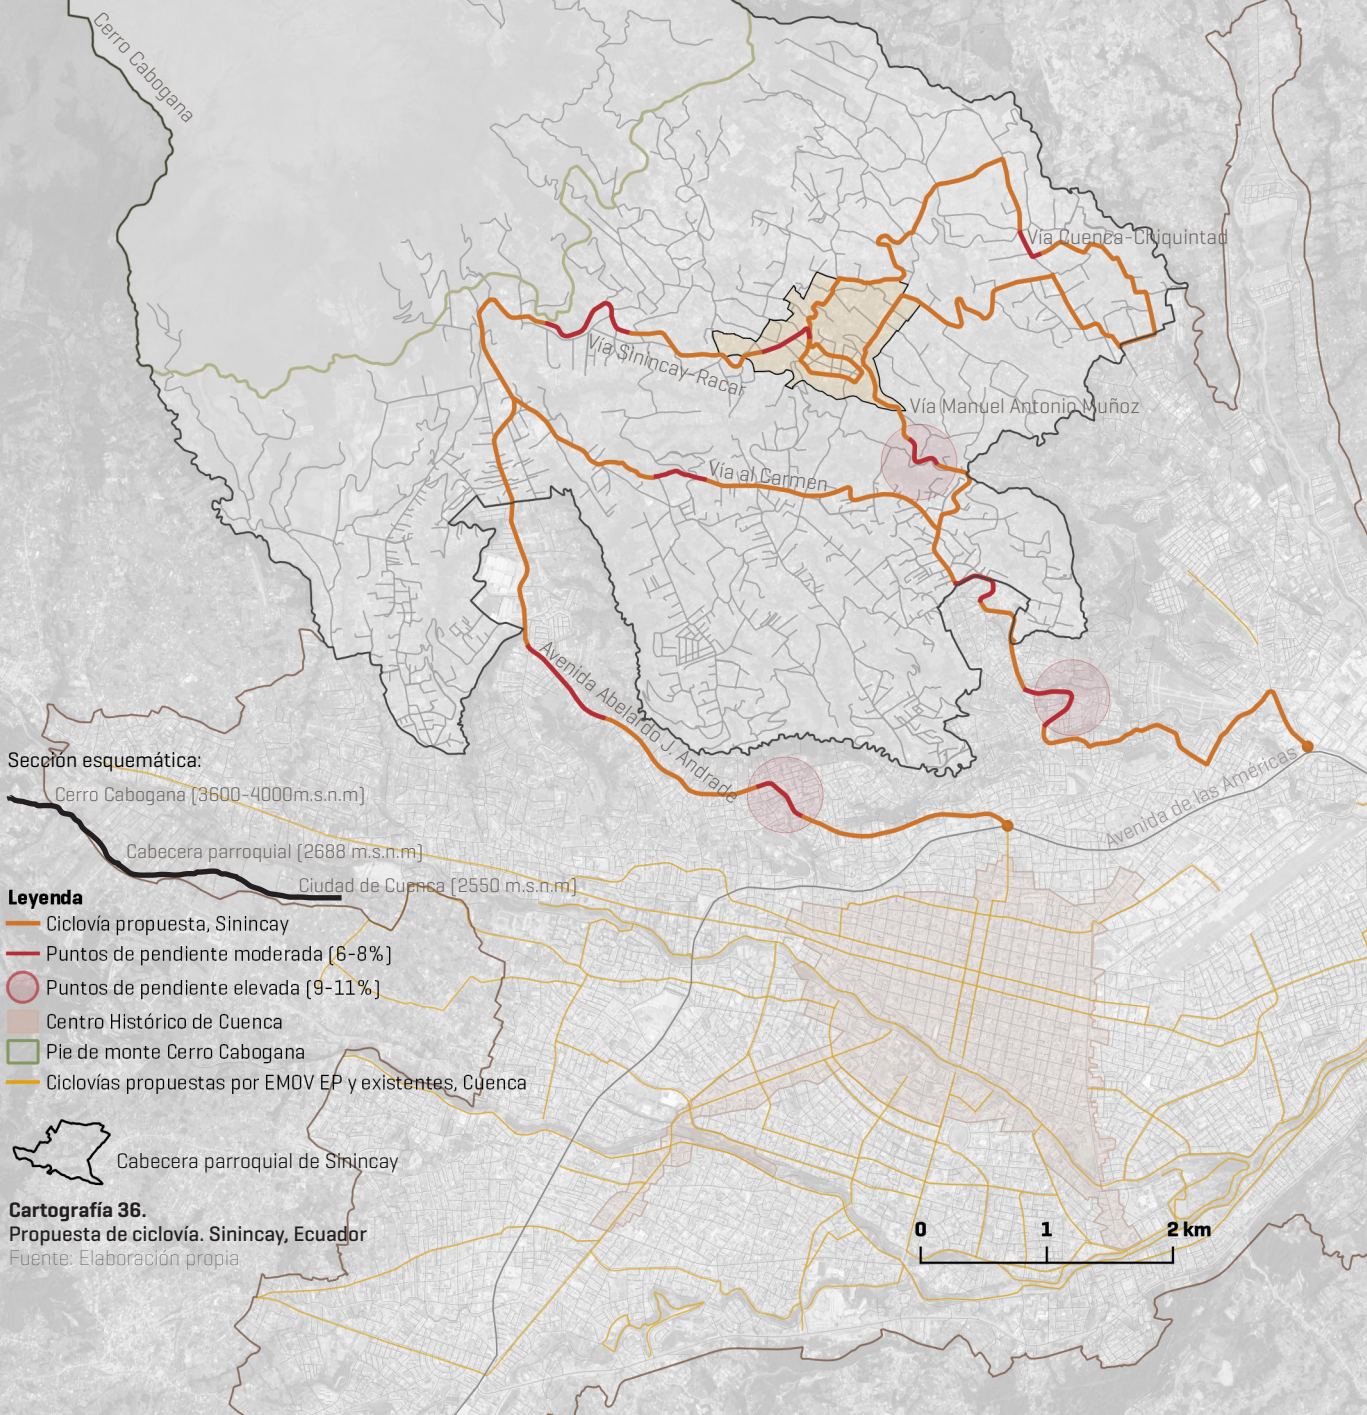 Cerro Cabogana
Vía Cuenca-Chiquintad
Vía Sinincay-Racar
Vía Manuel Antonio Muñoz
Vía al Carmen
Avenida Abelardo J. Andrade
Avenida de las Américas
Sección esquemática:
Cerro Cabogana (3600-4000m.s.n.m)
Cabecera parroquial (2688 m.s.n.m)
Ciudad de Cuenca (2550 m.s.n.m)
Leyenda
Ciclovía propuesta, Sinincay
Puntos de pendiente moderada (6-8%)
Puntos de pendiente elevada (9-11%)
Centro Histórico de Cuenca
Pie de monte Cerro Cabogana
Ciclovías propuestas por EMOV EP y existentes, Cuenca
Cabecera parroquial de Sinincay
Cartografía 36.
Propuesta de ciclovía. Sinincay, Ecuador
Fuente: Elaboración propia
0 1 2 km